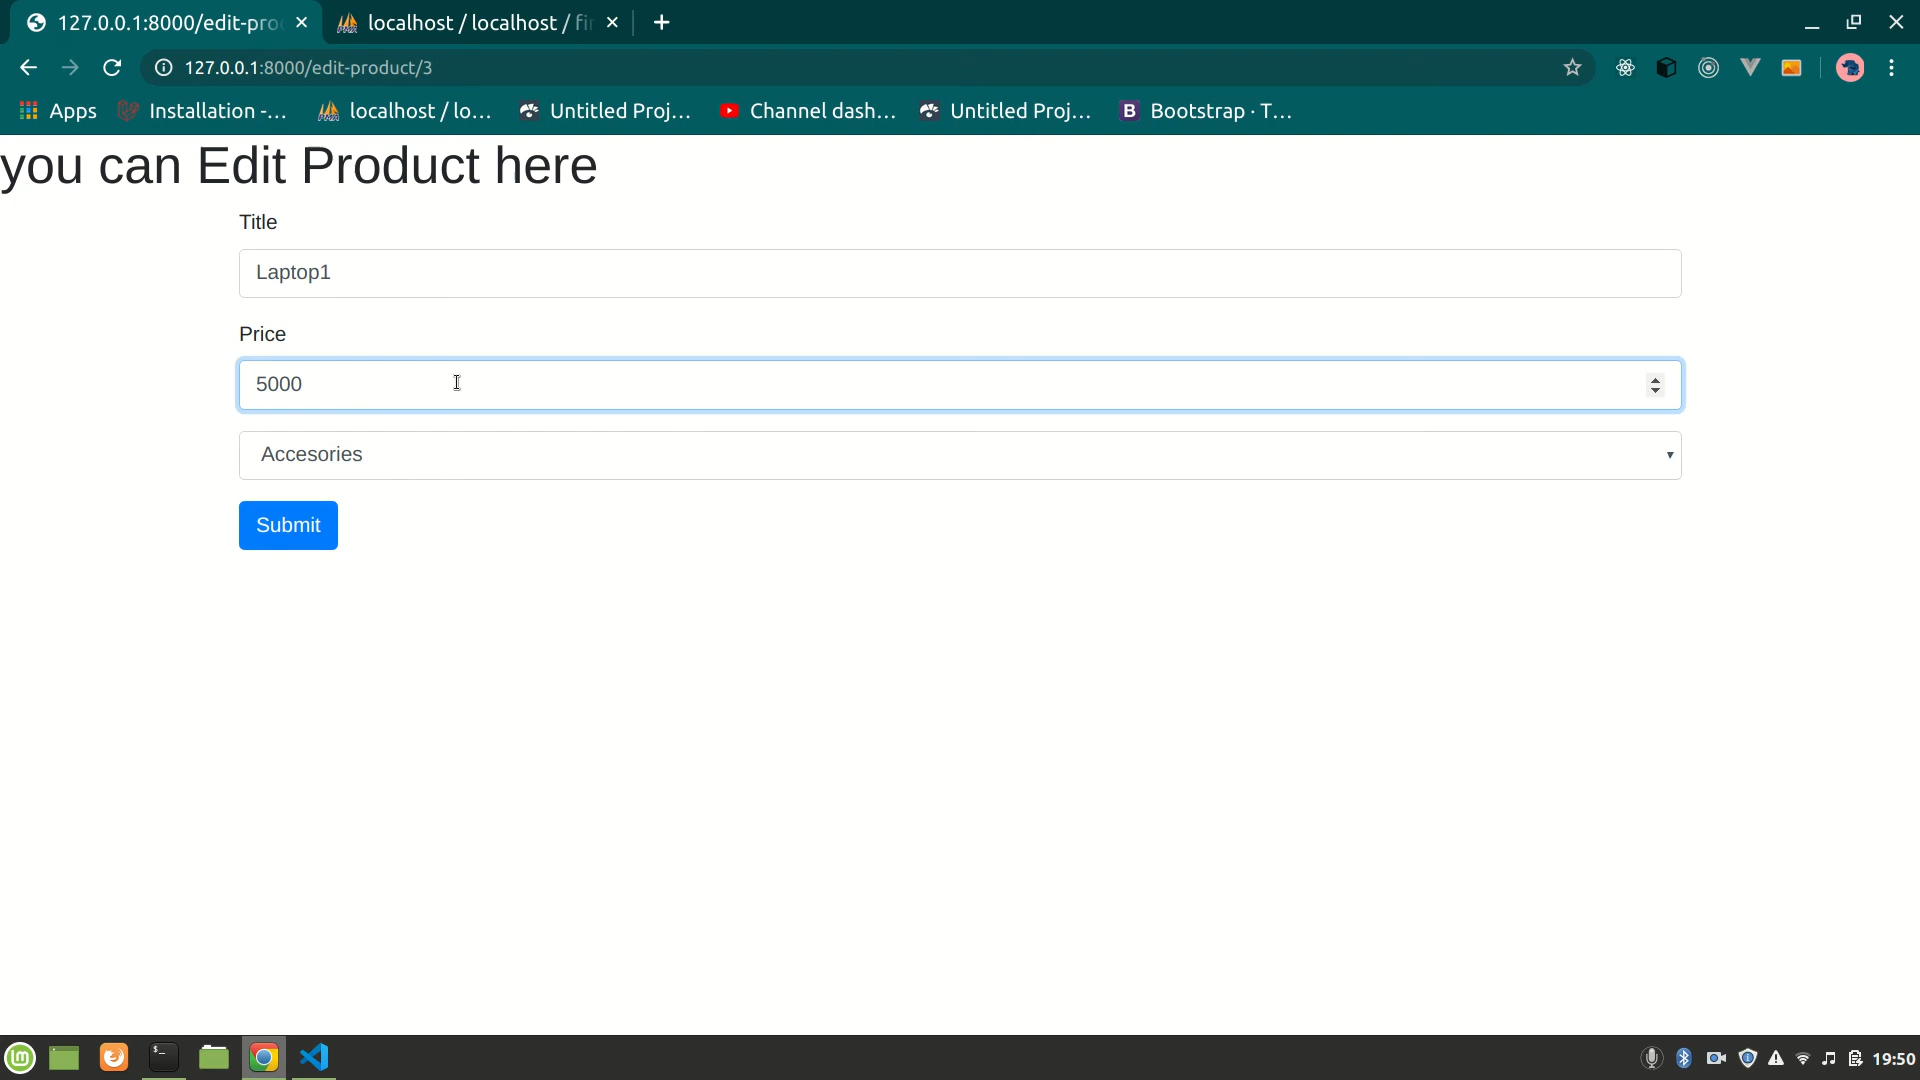 127.0.0.1:8000/edit-pro
localhost / localhost / fi
127.0.0.1:8000/edit-product/3
Apps
Installation -...
localhost / lo...
Untitled Proj...
Channel dash...
Untitled Proj...
B Bootstrap · T...
you can Edit Product here
Title
Laptop1
Price
5000
Accesories
Submit
19:50